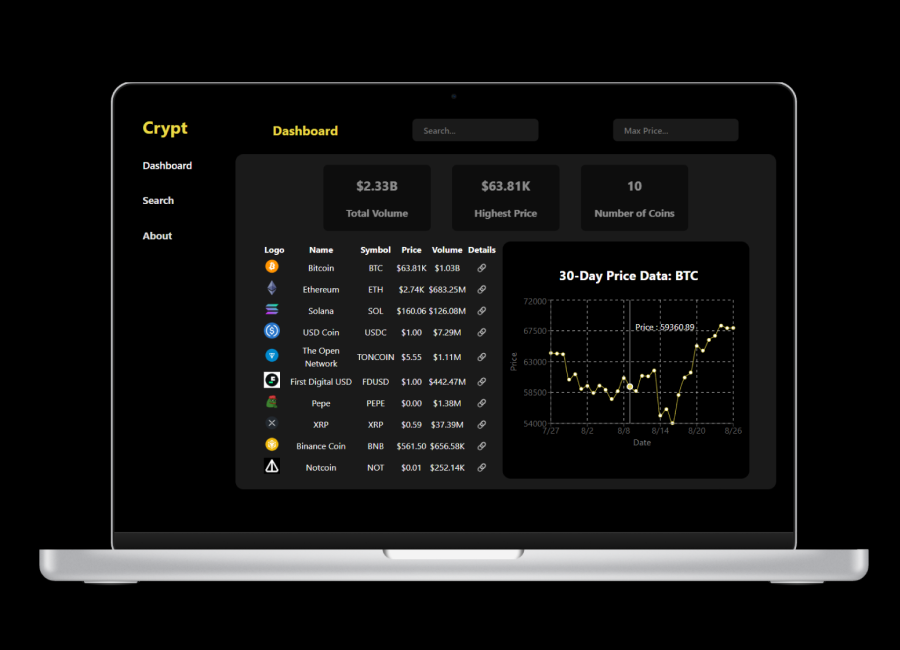 Crypt
Dashboard
Search...
Max Price...
Dashboard
Search
About
$2.33B
Total Volume
$63.81K
Highest Price
10
Number of Coins
Logo Name Symbol Price Volume Details
Bitcoin BTC $63.81K $1.03B
Ethereum ETH $2.74K $683.25M
Solana SOL $160.06 $126.08M
USD Coin USDC $1.00 $7.29M
The Open
Network TONCOIN $5.55 $1.11M
First Digital USD FDUSD $1.00 $442.47M
Pepe PEPE $0.00 $1.38M
XRP XRP $0.59 $37.39M
Binance Coin BNB $561.50 $656.58K
Notcoin NOT $0.01 $252.14K
30-Day Price Data: BTC
72000
67500
63000
58500
54000
Price
Price : 59360.89
7/27 8/2 8/8 8/14 8/20 8/26
Date